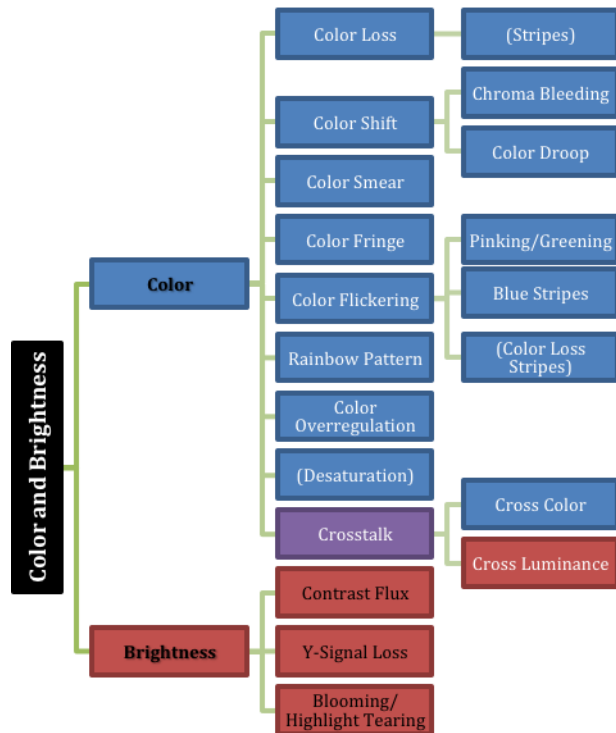 Color and Brightness
Color
Color Loss
(Stripes)
Color Shift
Chroma Bleeding
Color Droop
Color Smear
Color Fringe
Color Flickering
Pinking/Greening
Blue Stripes
(Color Loss
Stripes)
Rainbow Pattern
Color
Overregulation
(Desaturation)
Crosstalk
Cross Color
Cross Luminance
Brightness
Contrast Flux
Y-Signal Loss
Blooming/
Highlight Tearing